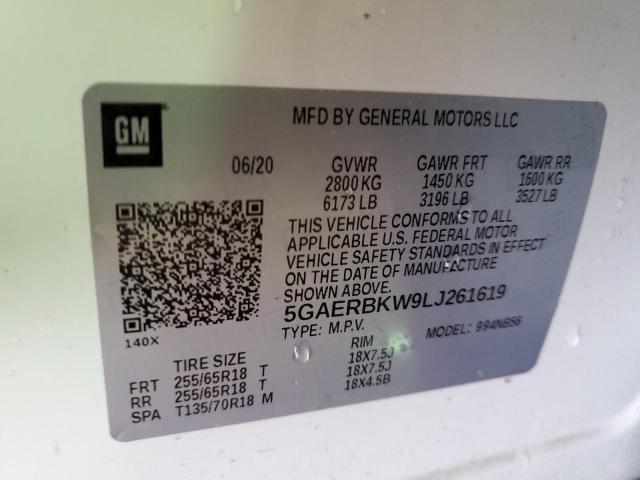 GM
MFD BY GENERAL MOTORS LLC
06/20 GVWR GAWR FRT GAWR RR
2800 KG 1450 KG 1600 KG
6173 LB 3196 LB 3527 LB
THIS VEHICLE CONFORMS TO ALL
APPLICABLE U.S. FEDERAL MOTOR
VEHICLE SAFETY STANDARDS IN EFFECT
ON THE DATE OF MANUFACTURE
SHOWN ABOVE.
5GAERBKW9LJ261619
TYPE: M.P.V. MODEL: 994NB56
140X
TIRE SIZE RIM
FRT 255/65R18 T 18X7.5J
RR 255/65R18 T 18X7.5J
SPA T135/70R18 M 18X4.5B